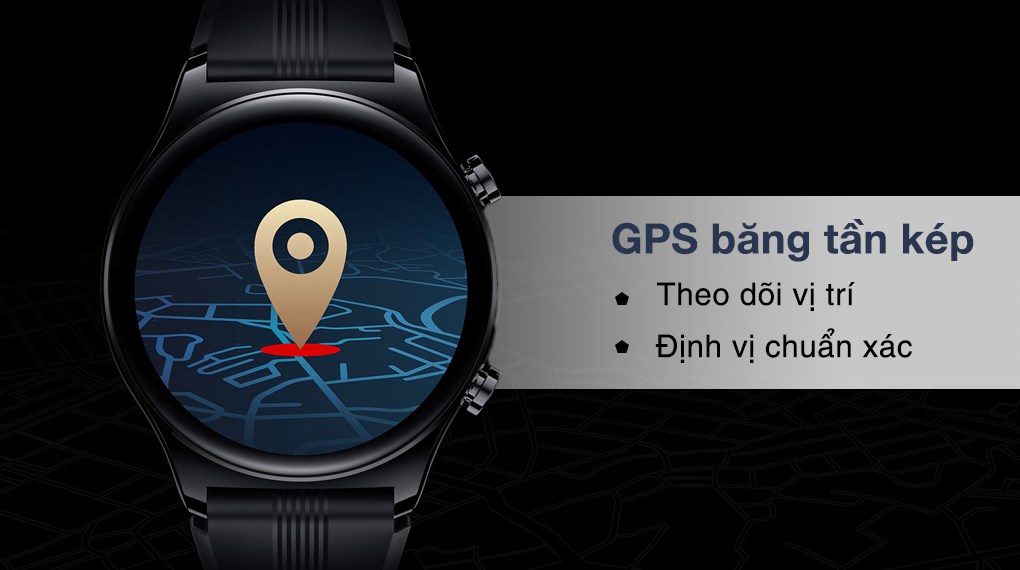 GPS băng tần kép
Theo dõi vị trí
Định vị chuẩn xác